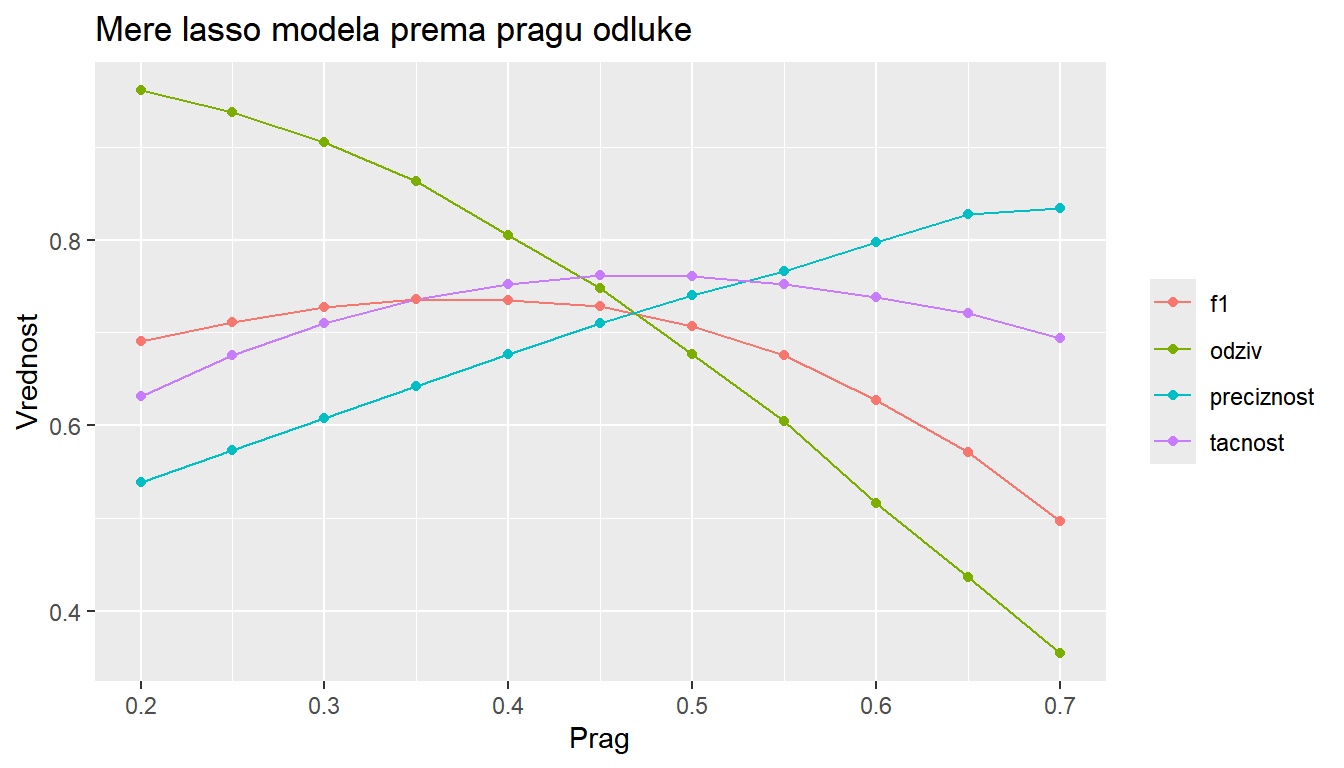 Mere lasso modela prema pragu odluke
Vrednost
0.8
0.6
0.4
0.2 0.3 0.4 0.5 0.6 0.7
Prag
f1
odziv
preciznost
tacnost